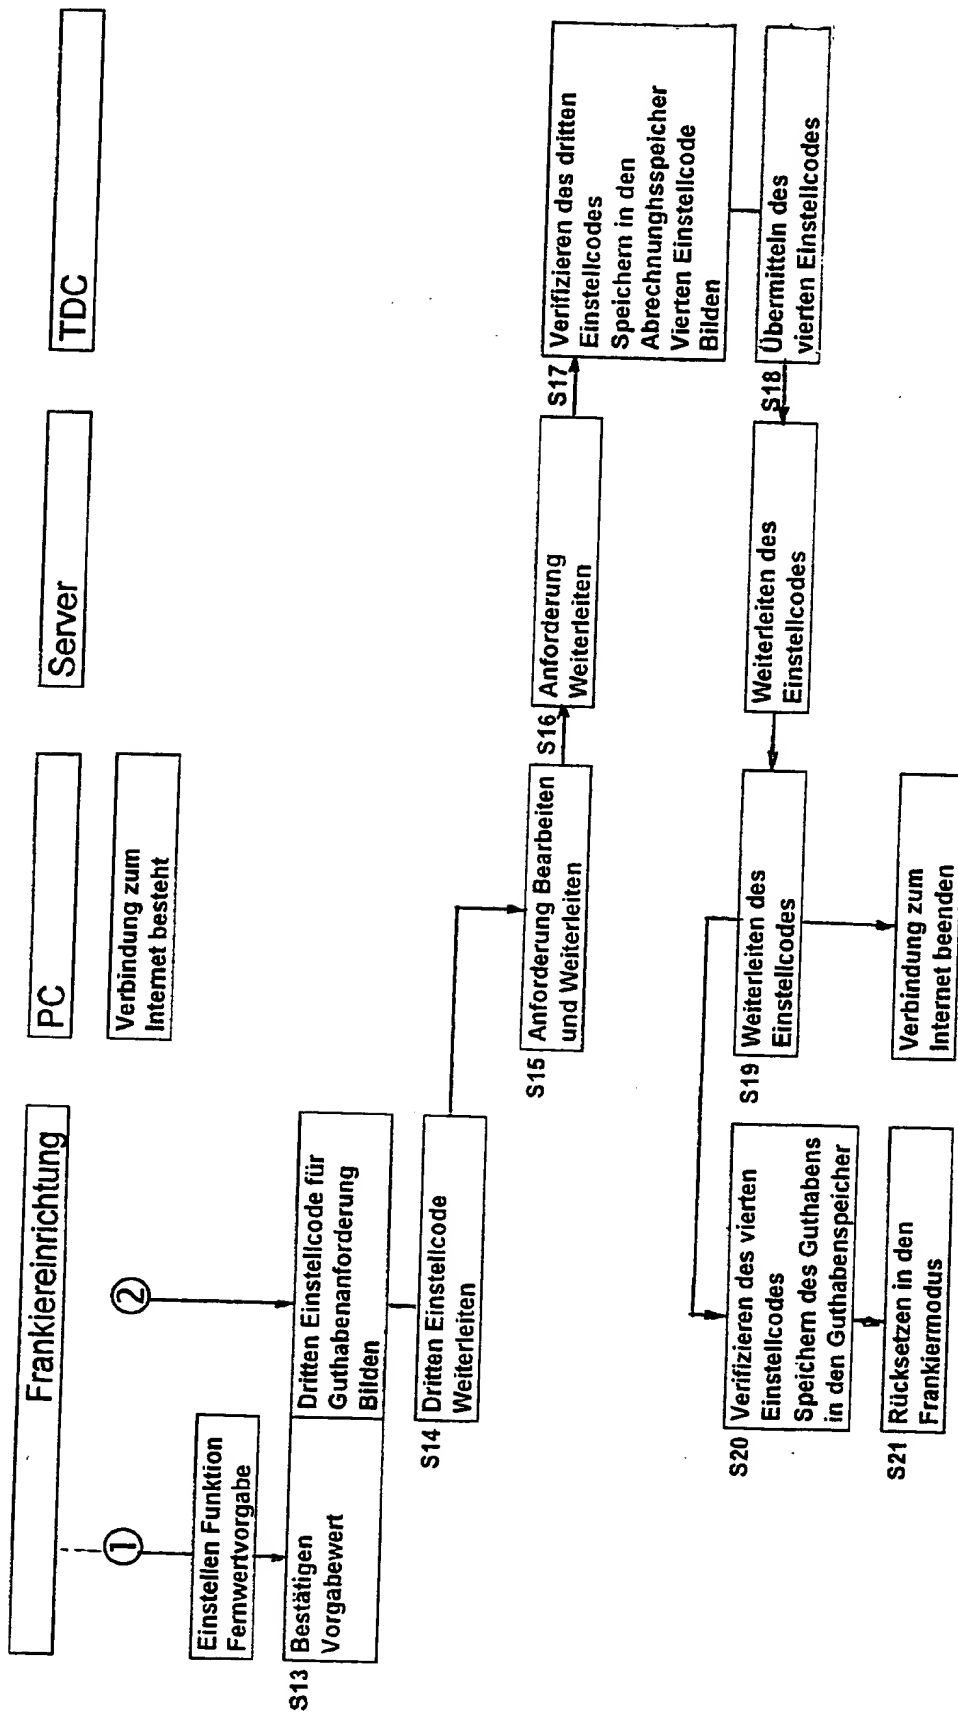 Frankiereinrichtung
PC
Server
TDC
Verbindung zum
Internet besteht
①
②
Einstellen Funktion
Fernwertvorgabe
S13
Bestätigen
Vorgabewert
Dritten Einstellcode für
Guthabenanforderung
Bilden
S14
Dritten Einstellcode
Weiterleiten
S15
Anforderung Bearbeiten
und Weiterleiten
S16
Anforderung
Weiterleiten
S17
Verifizieren des dritten
Einstellcodes
Speichern in den
Abrechnunghsspeicher
Vierten Einstellcode
Bilden
S18
Übermitteln des
vierten Einstellcodes
Weiterleiten des
Einstellcodes
S19
Weiterleiten des
Einstellcodes
S20
Verifizieren des vierten
Einstellcodes
Speichern des Guthabens
in den Guthabenspeicher
S21
Rücksetzen in den
Frankiermodus
Verbindung zum
Internet beenden